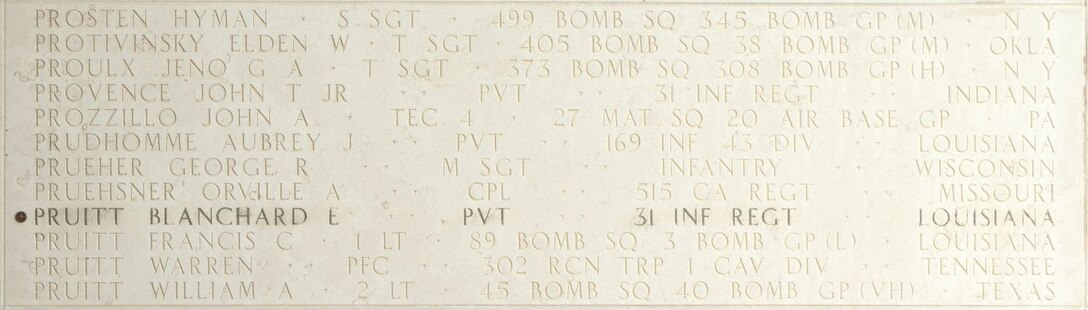 PROSTEN HYMAN · S SGT · 499 BOMB SQ 345 BOMB GP (M) · N Y
PROTIVINSKY ELDEN W · T SGT · 405 BOMB SQ 38 BOMB GP (M) · OKLA
PROULX JENO G A · T SGT · 373 BOMB SQ 308 BOMB GP (H) · N Y
PROVENCE JOHN T JR · · PVT · · 31 INF REGT · · INDIANA
PROZZILLO JOHN A · TEC 4 · 27 MAT SQ 20 AIR BASE GP · PA
PRUDHOMME AUBREY J · · PVT · · 169 INF 43 DIV · · LOUISIANA
PRUEHER GEORGE R · · M SGT · · INFANTRY · · WISCONSIN
PRUEHSNER ORVILLE A · · CPL · · 515 CA REGT · · MISSOURI
PRUITT BLANCHARD E · · PVT · · 31 INF REGT · · LOUISIANA
PRUITT FRANCIS C · 1 LT · 89 BOMB SQ 3 BOMB GP (L) · LOUISIANA
PRUITT WARREN · · PFC · · 302 RCN TRP 1 CAV DIV · · TENNESSEE
PRUITT WILLIAM A · 2 LT · 45 BOMB SQ 40 BOMB GP (VH) · TEXAS